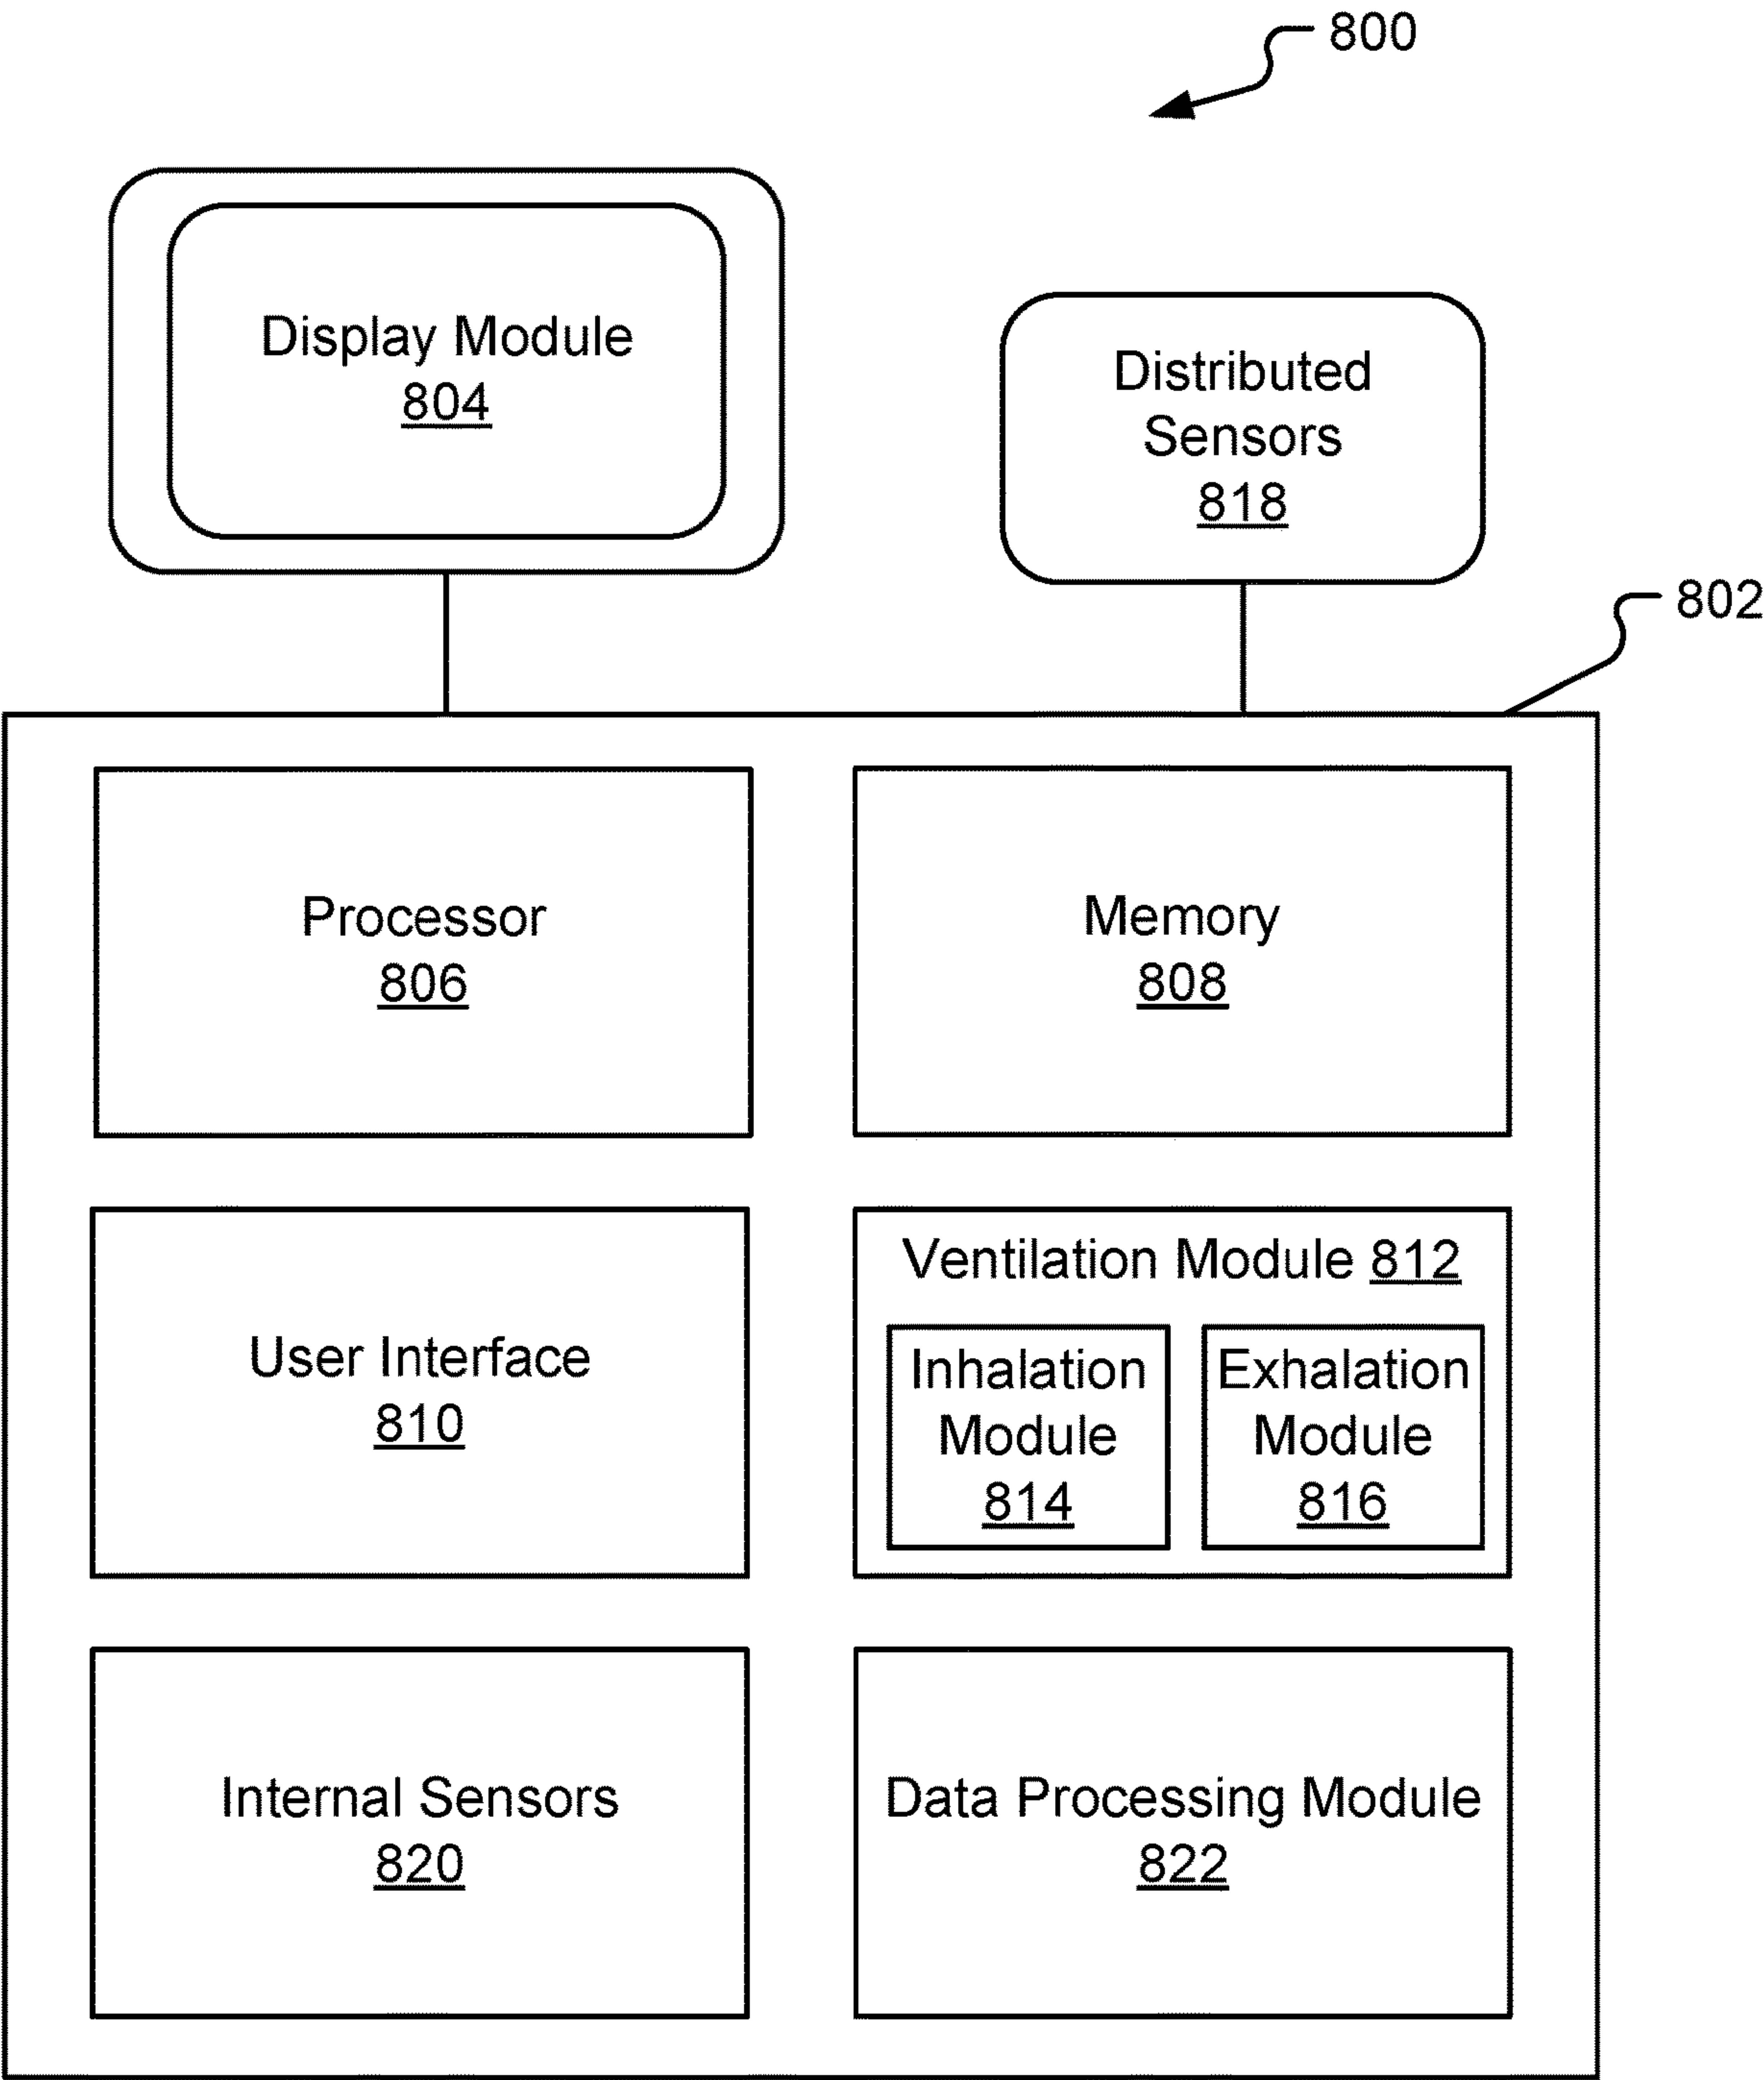 800
Display Module
804
Distributed
Sensors
818
802
Processor
806
Memory
808
User Interface
810
Ventilation Module 812
Inhalation
Module
814
Exhalation
Module
816
Internal Sensors
820
Data Processing Module
822